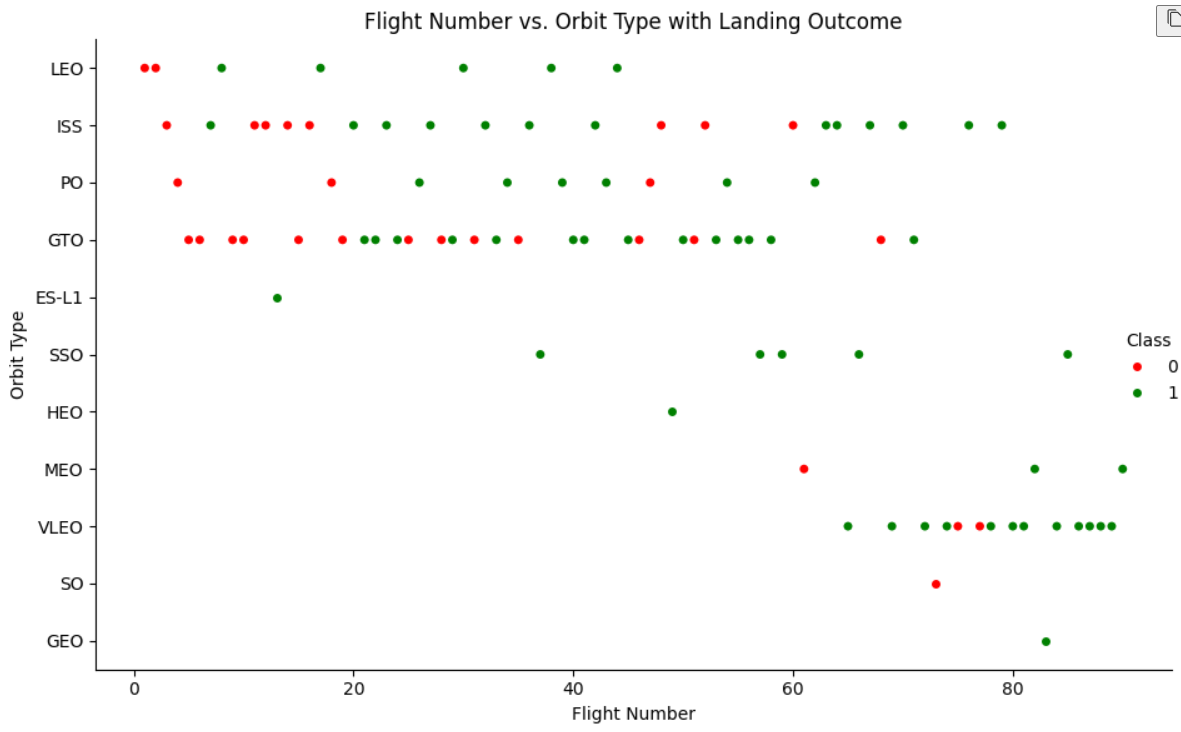 Flight Number vs. Orbit Type with Landing Outcome
LEO
ISS
PO
GTO
ES-L1
SSO
HEO
MEO
VLEO
SO
GEO
Orbit Type
0
20
40
60
80
Flight Number
Class
0
1